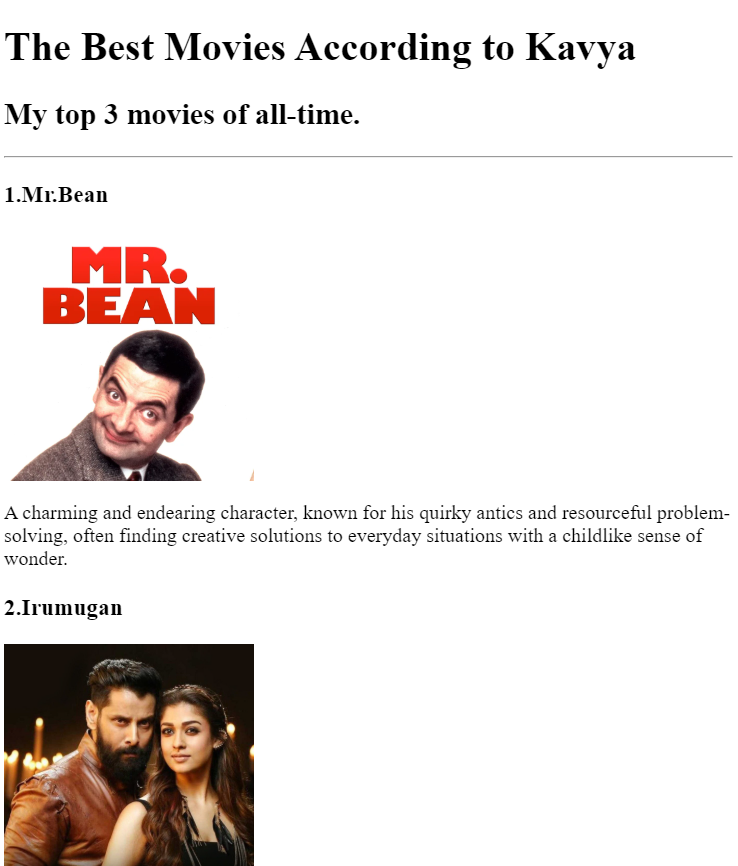 The Best Movies According to Kavya
My top 3 movies of all-time.
1.Mr.Bean
MR.
BEAN
A charming and endearing character, known for his quirky antics and resourceful problem-
solving, often finding creative solutions to everyday situations with a childlike sense of
wonder.
2.Irumugan